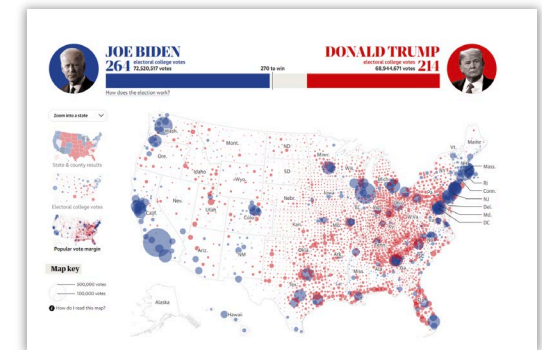 JOE BIDEN
264 electoral college votes
72,520,517 votes
270 to win
DONALD TRUMP
electoral college votes 214
68,944,671 votes
How does the election work?
Zoom into a state
State & county results
Electoral college votes
Popular vote margin
Map key
500,000 votes
100,000 votes
How do I read this map?
Wash.
Mont.
ND
Vt.
Maine
Ore.
Idaho
Wyo.
SD
Mass.
RI
Conn.
NJ
Del.
Md.
DC
Nev.
Utah
Colo.
Nebr.
Calif.
Ariz.
NM
Miss.
Alaska
Hawaii